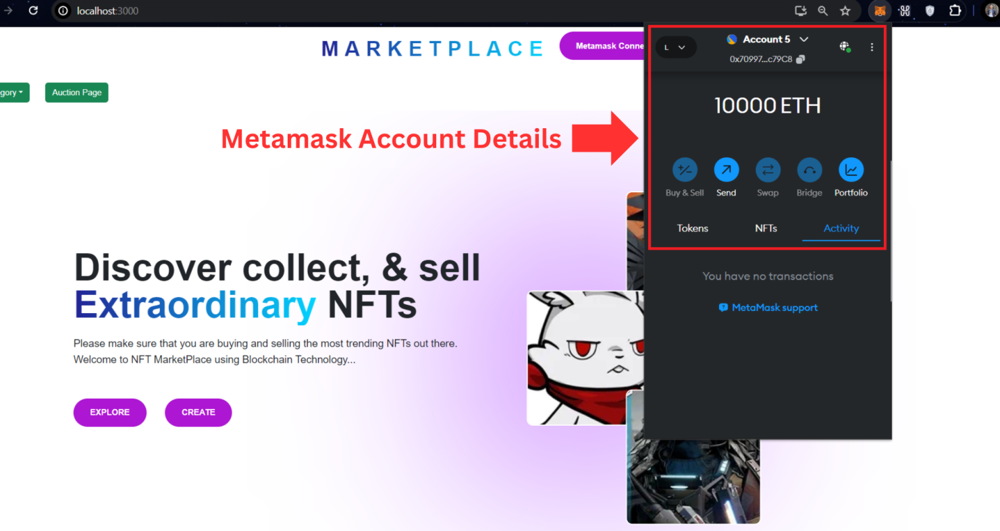 localhost:3000
MARKETPLACE
Metamask Conne
L
Account 5
0x70997...c79C8
gory
Auction Page
10000 ETH
Metamask Account Details
Buy & Sell
Send
Swap
Bridge
Portfolio
Tokens
NFTs
Activity
Discover collect, & sell
Extraordinary NFTs
You have no transactions
MetaMask support
Please make sure that you are buying and selling the most trending NFTs out there.
Welcome to NFT MarketPlace using Blockchain Technology...
EXPLORE
CREATE